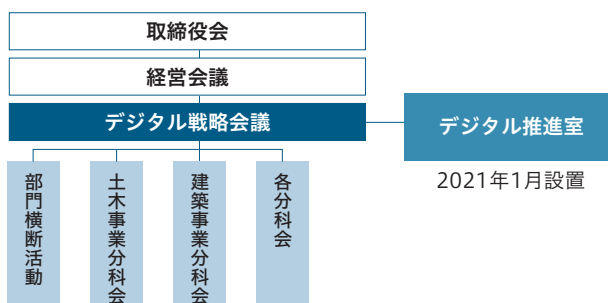 取締役会
経営会議
デジタル戦略会議
デジタル推進室
2021年1月設置
部門横断活動
土木事業分科会
建築事業分科会
各分科会